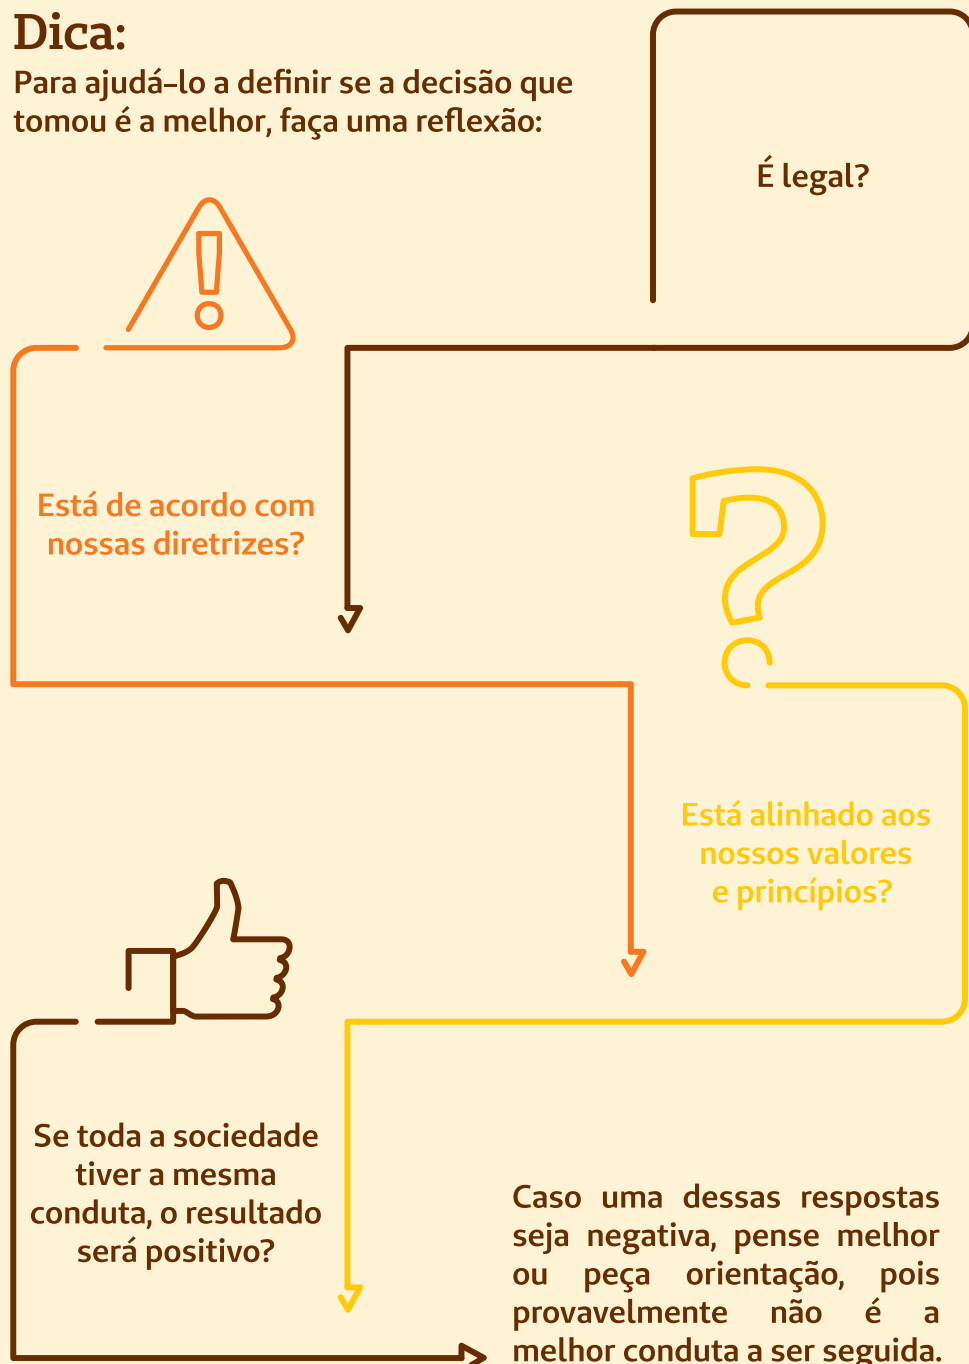 Dica:
Para ajudá-lo a definir se a decisão que
tomou é a melhor, faça uma reflexão:
É legal?
Está de acordo com
nossas diretrizes?
Está alinhado aos
nossos valores
e princípios?
Se toda a sociedade
tiver a mesma
conduta, o resultado
será positivo?
Caso uma dessas respostas
seja negativa, pense melhor
ou peça orientação, pois
provavelmente não é a
melhor conduta a ser seguida.